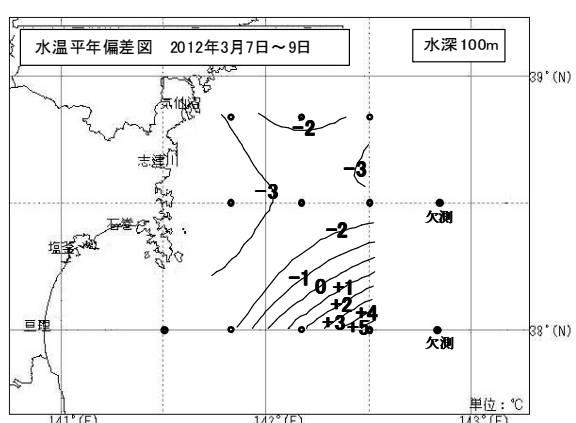 水温平年偏差図 2012年3月7日～9日
水深100m
39°(N)
気仙沼
-2
志津川
-3
-3
石巻
欠測
塩釜
-2
-1
0
+1
+2
+4
亘理
+3
+5
38°(N)
欠測
単位：℃
141°(E)
142°(E)
143°(E)